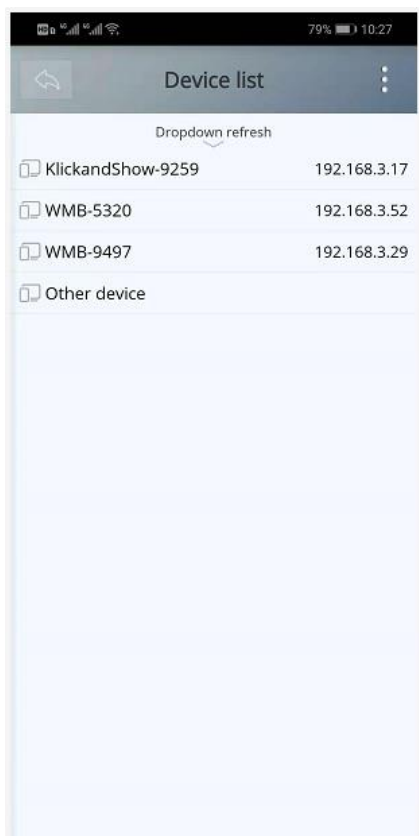 79% 10:27
Device list
Dropdown refresh
KlickandShow-9259 192.168.3.17
WMB-5320 192.168.3.52
WMB-9497 192.168.3.29
Other device